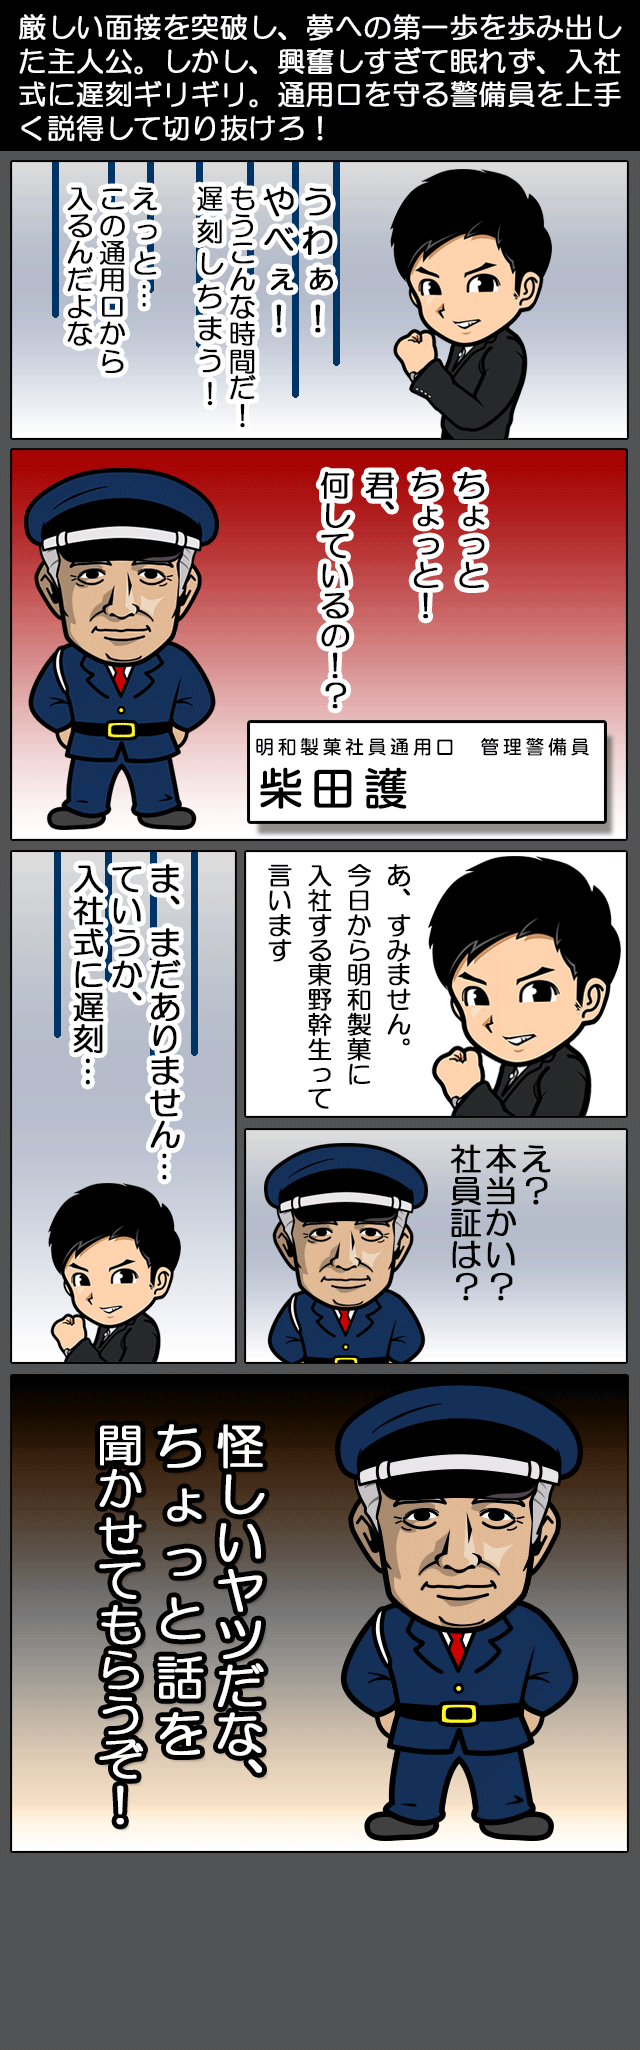 厳しい面接を突破し、夢への第一歩を歩み出し
た主人公。しかし、興奮しすぎて眠れず、入社
式に遅刻ギリギリ。通用口を守る警備員を上手
く説得して切り抜けろ！
うわぁ！
やべぇ！
もうこんな時間だ！
遅刻しちまう！
えっと…
この通用口から
入るんだよな
ちょっと
ちょっと！
君、
何しているの！？
明和製菓社員通用口　管理警備員
柴田護
あ、すみません。
今日から明和製菓に
入社する東野幹生って
言います
え？
本当かい？
社員証は？
ま、まだありません…
ていうか、
入社式に遅刻…
怪しいヤツだな、
ちょっと話を
聞かせてもらうぞ！